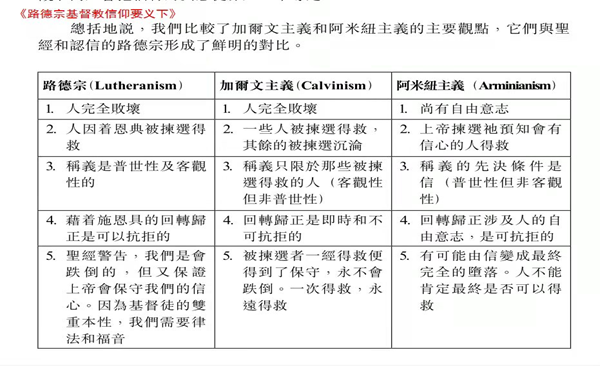 《路德宗基督教信仰要义下》
總括地説，我們比較了加爾文主義和阿米紐主義的主要觀點，它們與聖
經和認信的路德宗形成了鮮明的對比。
路德宗(Lutheranism)
加爾文主義(Calvinism)
阿米紐主義 (Arminianism)
1. 人完全敗壞
1. 人完全敗壞
1. 尚有自由意志
2. 人因着恩典被揀選得
救
2. 一些人被揀選得救，
其餘的被揀選沉淪
2. 上帝揀選祂預知會有
信心的人得救
3. 稱義是普世性及客觀
性的
3. 稱義只限於那些被揀
選得救的人（客觀性
但非普世性）
3. 稱義的先決條件是
信（普世性但非客觀
性）
4. 藉着施恩具的回轉歸
正是可以抗拒的
4. 回轉歸正是即時和不
可抗拒的
4. 回轉歸正涉及人的自
由意志，是可抗拒的
5. 聖經警告，我們是會
跌倒的，但又保證
上帝會保守我們的信
心。因為基督徒的雙
重本性，我們需要律
法和福音
5. 被揀選者一經得救便
得到了保守，永不會
跌倒。一次得救，永
遠得救
5. 有可能由信變成最終
完全的墮落。人不能
肯定最終是否可以得
救